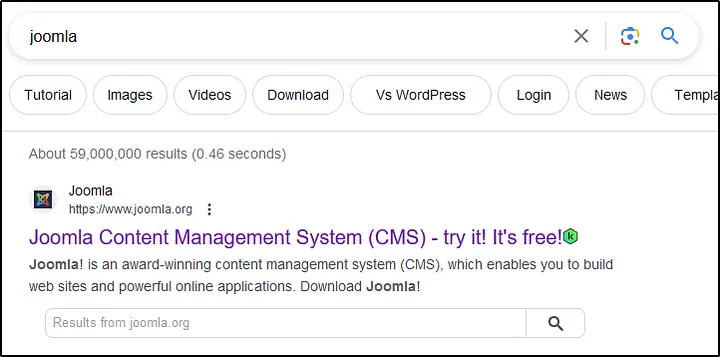 joomla
Tutorial Images Videos Download Vs WordPress Login News Templa
About 59,000,000 results (0.46 seconds)
Joomla
https://www.joomla.org
Joomla Content Management System (CMS) - try it! It's free!
Joomla! is an award-winning content management system (CMS), which enables you to build
web sites and powerful online applications. Download Joomla!
Results from joomla.org